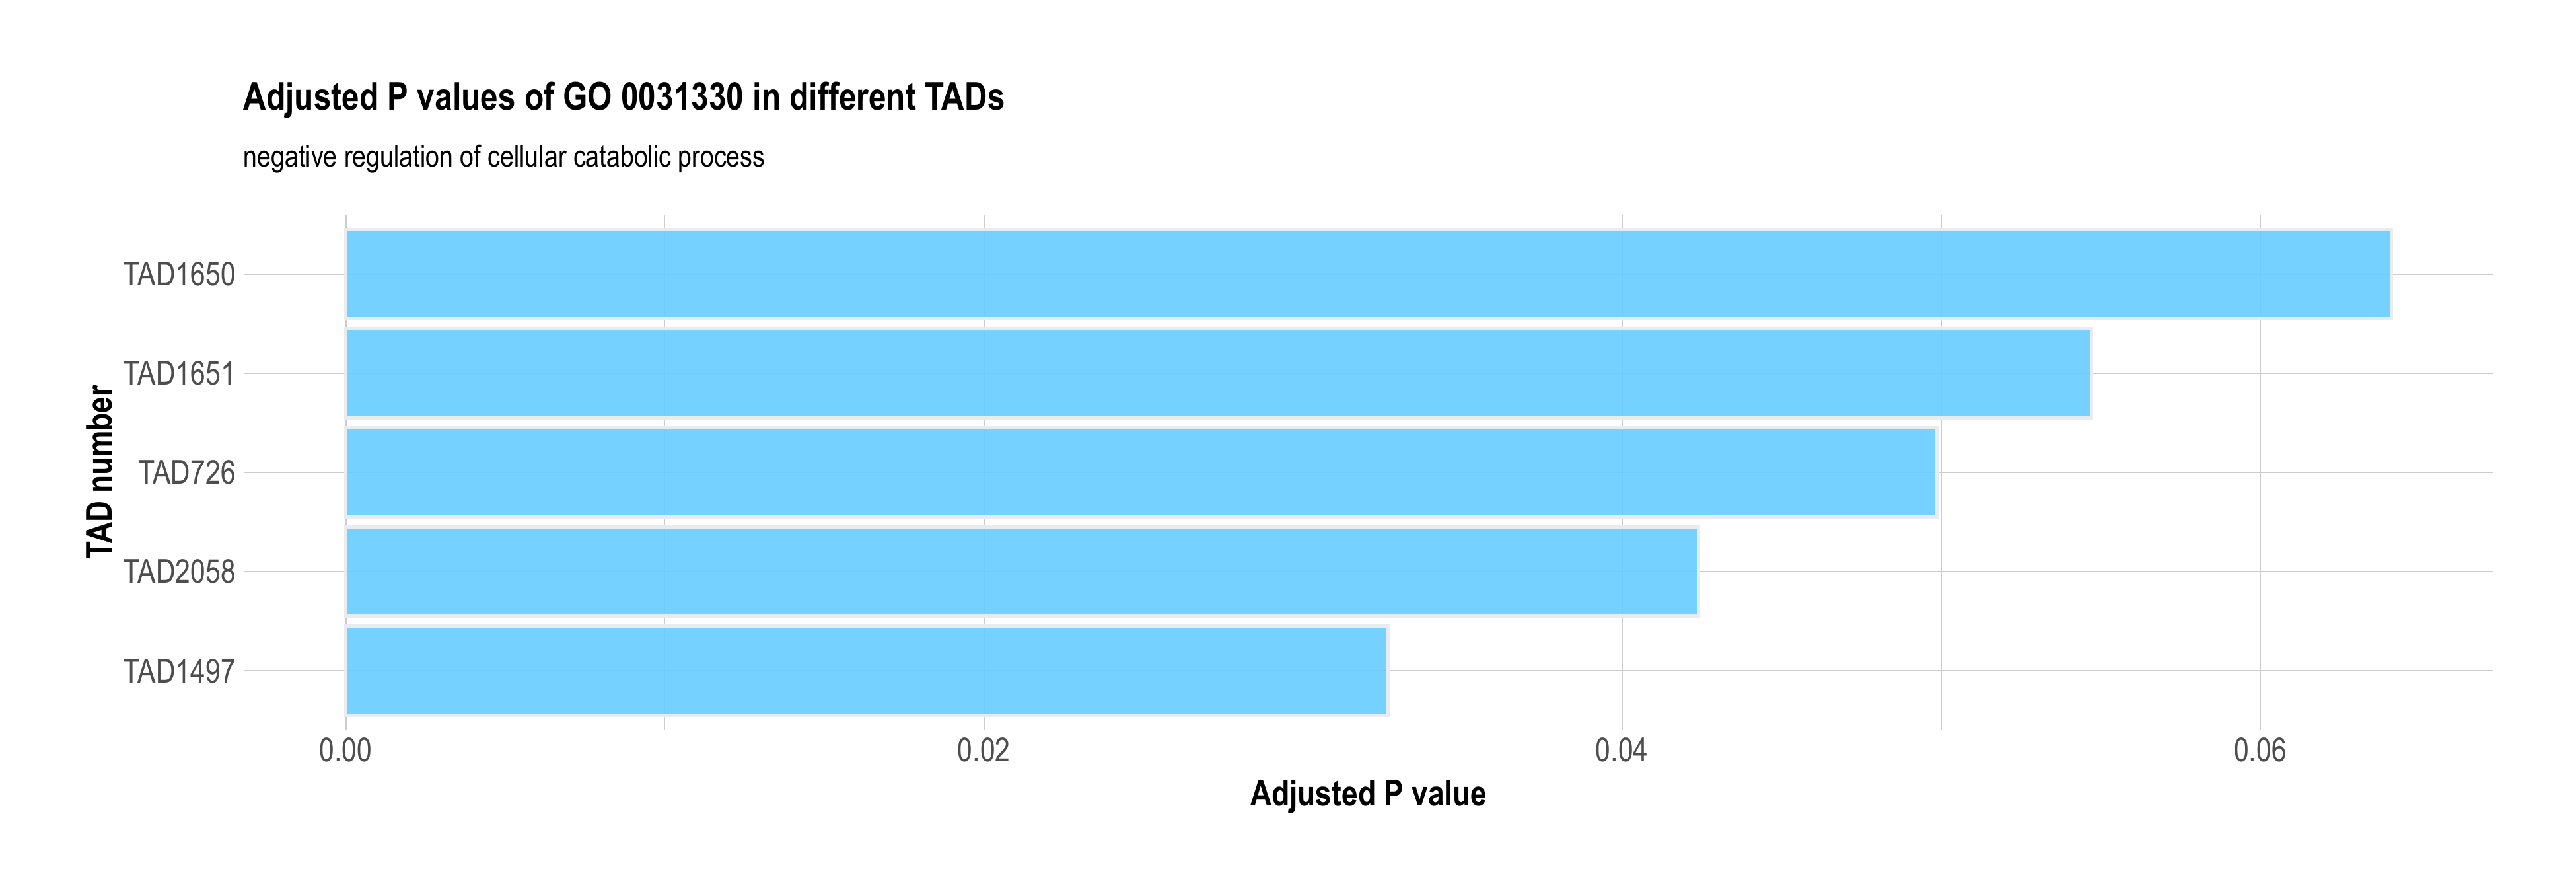 Adjusted P values of GO 0031330 in different TADs
negative regulation of cellular catabolic process
TAD number
TAD1650
TAD1651
TAD726
TAD2058
TAD1497
0.00
0.02
0.04
0.06
Adjusted P value